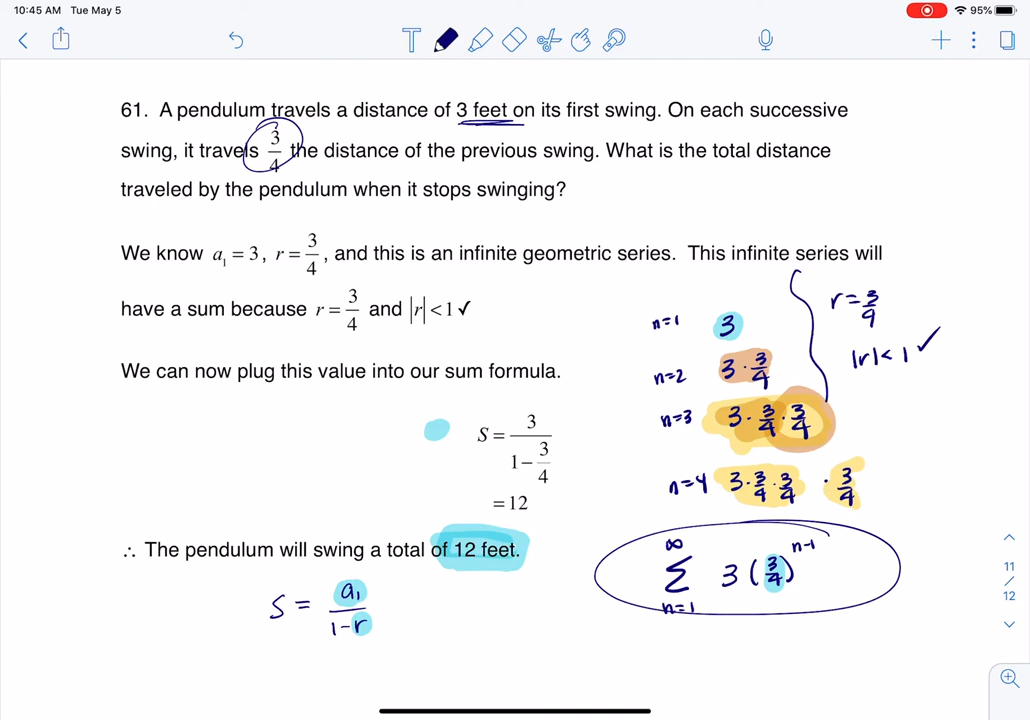 10:45 AM Tue May 5
95%
T
61. A pendulum travels a distance of 3 feet on its first swing. On each successive
swing, it travels 3/4 the distance of the previous swing. What is the total distance
traveled by the pendulum when it stops swinging?
We know a₁ = 3, r = 3/4, and this is an infinite geometric series. This infinite series will
have a sum because r = 3/4 and |r| < 1 ✓
We can now plug this value into our sum formula.
S = 3/(1 − 3/4)
= 12
∴ The pendulum will swing a total of 12 feet.
S = a₁/(1-r)
n=1 3
n=2 3 · 3/4
n=3 3 · 3/4 · 3/4
n=4 3 · 3/4 · 3/4 · 3/4
r = 3/4
|r| < 1 ✓
∞
Σ 3(3/4)ⁿ⁻¹
n=1
11
/
12